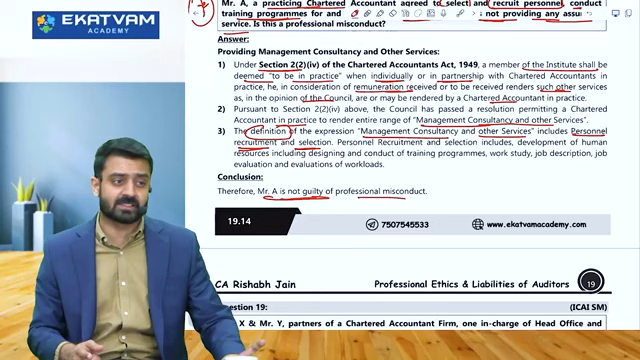 EKATVAM
ACADEMY
Mr. A, a practicing Chartered Accountant agreed to select and recruit personnel, conduct
training programmes for and is not providing any
service. Is this a professional misconduct?
Answer:
Providing Management Consultancy and Other Services:
1) Under Section 2(2)(iv) of the Chartered Accountants Act, 1949, a member of the Institute shall be
deemed "to be in practice" when individually or in partnership with Chartered Accountants in
practice, he, in consideration of remuneration received or to be received renders such other services
as, in the opinion of the Council, are or may be rendered by a Chartered Accountant in practice.
2) Pursuant to Section 2(2)(iv) above, the Council has passed a resolution permitting a Chartered
Accountant in practice to render entire range of "Management Consultancy and other Services".
3) The definition of the expression "Management Consultancy and other Services" includes Personnel
recruitment and selection. Personnel Recruitment and selection includes, development of human
resources including designing and conduct of training programmes, work study, job description, job
evaluation and evaluations of workloads.
Conclusion:
Therefore, Mr. A is not guilty of professional misconduct.
19.14
7507545533
www.ekatvamacademy.com
CA Rishabh Jain
Professional Ethics & Liabilities of Auditors
19
Question 19:
(ICAI SM)
X & Mr. Y, partners of a Chartered Accountant Firm, one in-charge of Head Office and